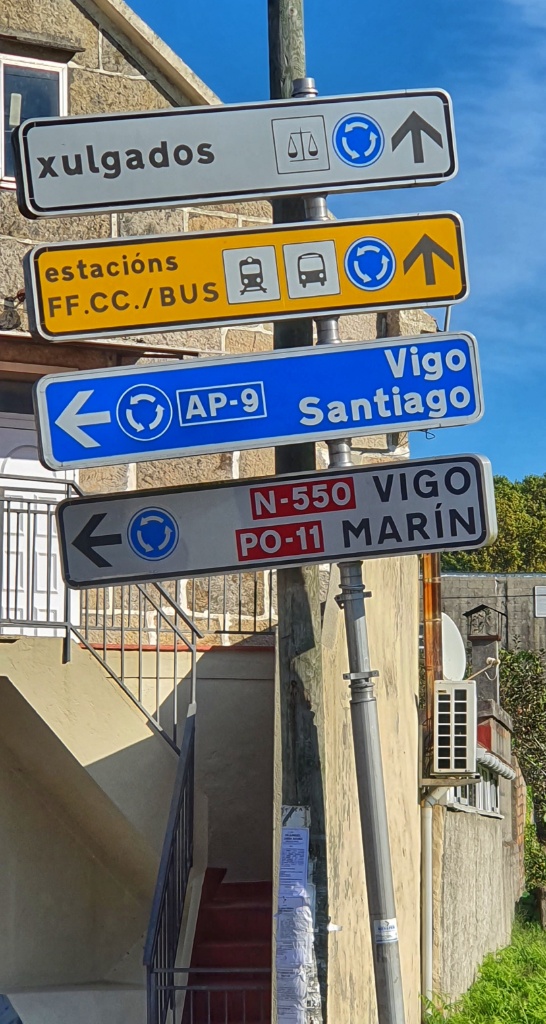 xulgados
estacións
FF.CC./BUS
AP-9
Vigo
Santiago
N-550 VIGO
PO-11 MARÍN